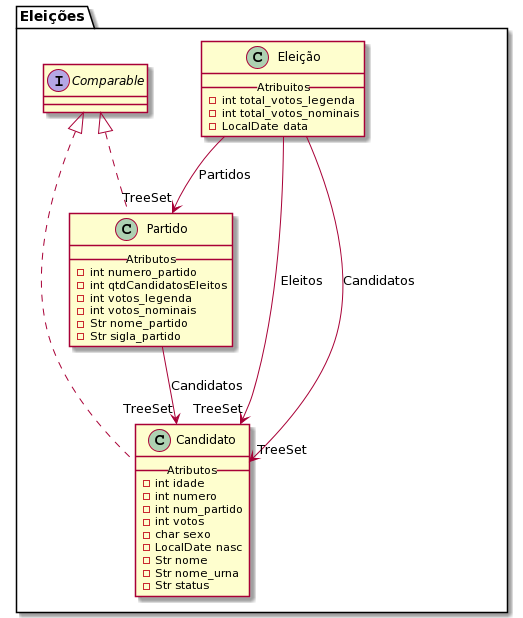 Eleições
C Eleição
Atribuitos
int total_votos_legenda
int total_votos_nominais
LocalDate data
I Comparable
Partidos
TreeSet
C Partido
Atributos
int numero_partido
int qtdCandidatosEleitos
int votos_legenda
int votos_nominais
Str nome_partido
Str sigla_partido
Eleitos
Candidatos
Candidatos
TreeSet
TreeSet
TreeSet
C Candidato
Atributos
int idade
int numero
int num_partido
int votos
char sexo
LocalDate nasc
Str nome
Str nome_urna
Str status